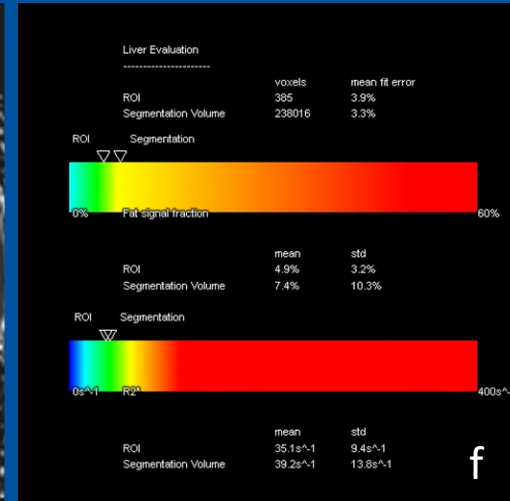 Liver Evaluation
----------------------
voxels mean fit error
ROI 385 3.9%
Segmentation Volume 238016 3.3%
ROI Segmentation
0% Fat signal fraction 60%
mean std
ROI 4.9% 3.2%
Segmentation Volume 7.4% 10.3%
ROI Segmentation
0s^-1 R2* 400s^-
mean std
ROI 35.1s^-1 9.4s^-1
Segmentation Volume 39.2s^-1 13.8s^-1
f